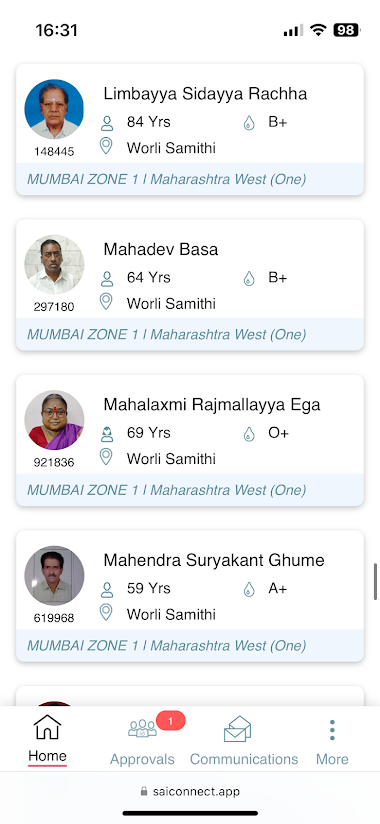 16:31
98
Limbayya Sidayya Rachha
84 Yrs B+
148445
Worli Samithi
MUMBAI ZONE 1 I Maharashtra West (One)
Mahadev Basa
64 Yrs B+
297180
Worli Samithi
MUMBAI ZONE 1 I Maharashtra West (One)
Mahalaxmi Rajmallayya Ega
69 Yrs O+
921836
Worli Samithi
MUMBAI ZONE 1 I Maharashtra West (One)
Mahendra Suryakant Ghume
59 Yrs A+
619968
Worli Samithi
MUMBAI ZONE 1 I Maharashtra West (One)
1
Home Approvals Communications More
saiconnect.app